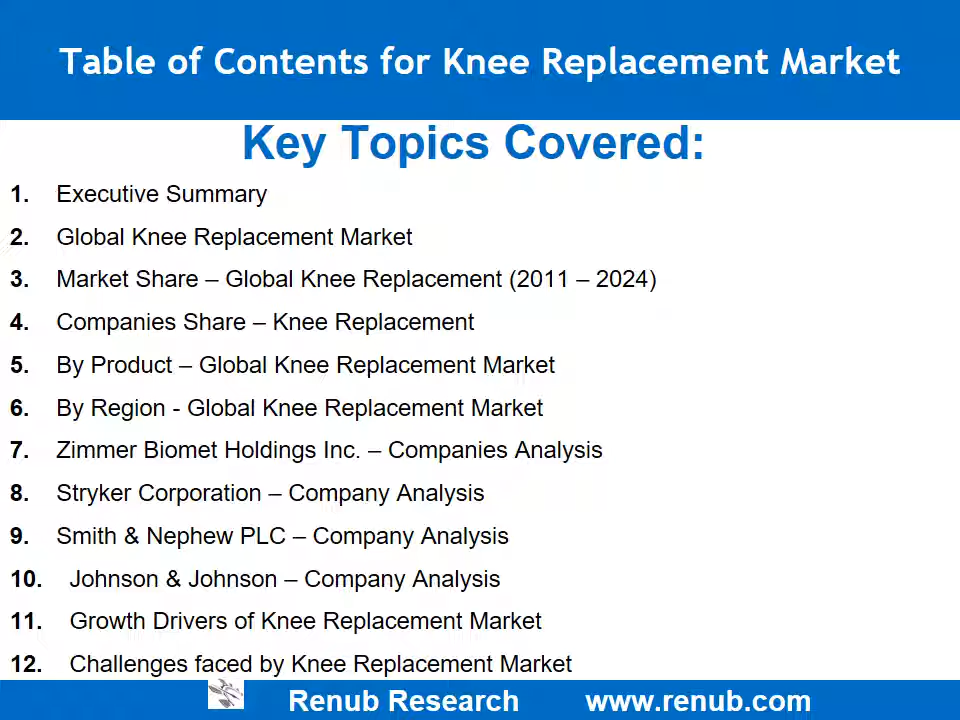 Table of Contents for Knee Replacement Market
Key Topics Covered:
1. Executive Summary
2. Global Knee Replacement Market
3. Market Share – Global Knee Replacement (2011 – 2024)
4. Companies Share – Knee Replacement
5. By Product – Global Knee Replacement Market
6. By Region - Global Knee Replacement Market
7. Zimmer Biomet Holdings Inc. – Companies Analysis
8. Stryker Corporation – Company Analysis
9. Smith & Nephew PLC – Company Analysis
10. Johnson & Johnson – Company Analysis
11. Growth Drivers of Knee Replacement Market
12. Challenges faced by Knee Replacement Market
Renub Research www.renub.com